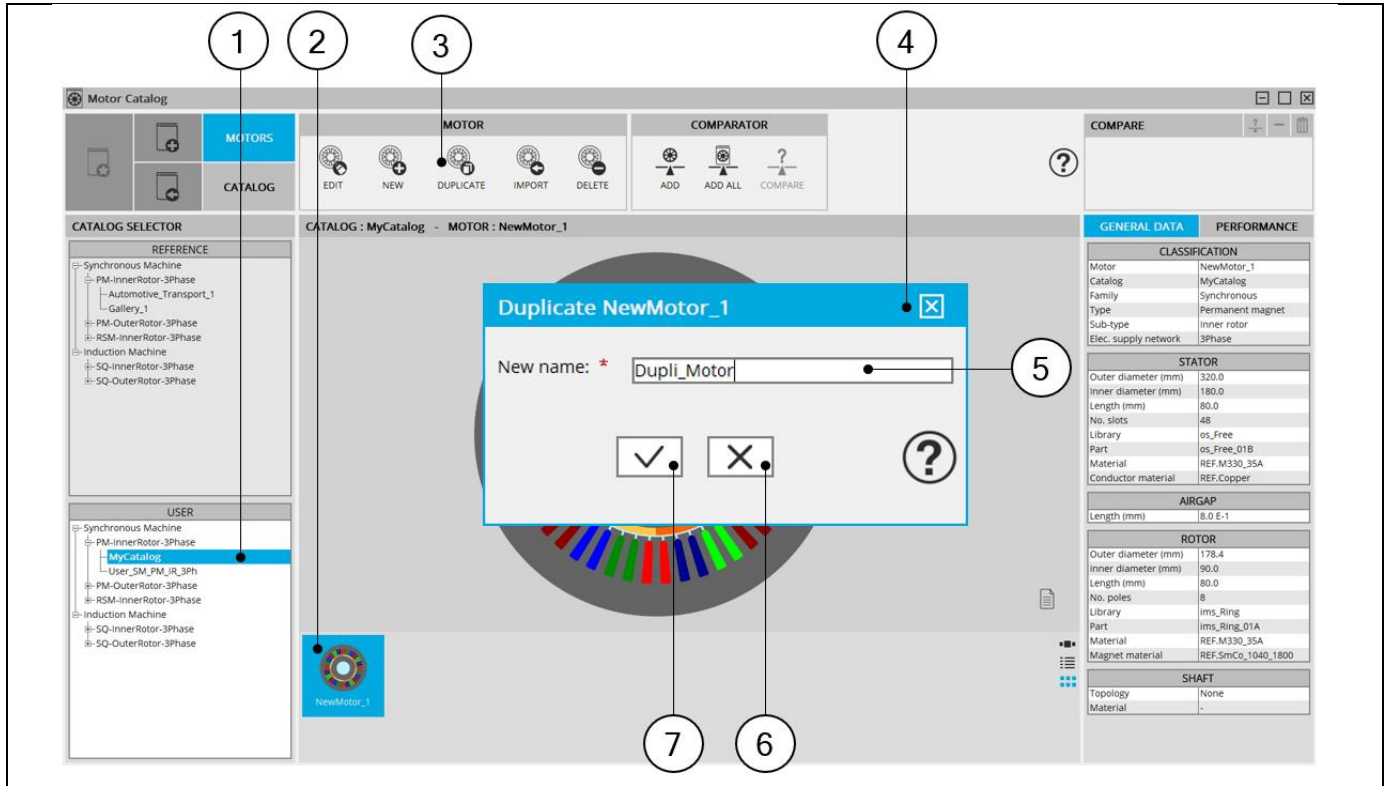 1
2
3
4
Motor Catalog
MOTORS
CATALOG
MOTOR
EDIT
NEW
DUPLICATE
IMPORT
DELETE
COMPARATOR
ADD
ADD ALL
?
COMPARE
?
COMPARE
?
CATALOG SELECTOR
REFERENCE
Synchronous Machine
PM-InnerRotor-3Phase
Automotive_Transport_1
Gallery_1
PM-OuterRotor-3Phase
RSM-InnerRotor-3Phase
Induction Machine
SQ-InnerRotor-3Phase
SQ-OuterRotor-3Phase
USER
Synchronous Machine
PM-InnerRotor-3Phase
MyCatalog
User_SM_PM_IR_3Ph
PM-OuterRotor-3Phase
RSM-InnerRotor-3Phase
Induction Machine
SQ-InnerRotor-3Phase
SQ-OuterRotor-3Phase
CATALOG : MyCatalog - MOTOR : NewMotor_1
Duplicate NewMotor_1
New name: * Dupli_Motor
5
?
NewMotor_1
7
6
GENERAL DATA PERFORMANCE
CLASSIFICATION
Motor NewMotor_1
Catalog MyCatalog
Family Synchronous
Type Permanent magnet
Sub-type Inner rotor
Elec. supply network 3Phase
STATOR
Outer diameter (mm) 320.0
Inner diameter (mm) 180.0
Length (mm) 80.0
No. slots 48
Library os_Free
Part os_Free_01B
Material REF.M330_35A
Conductor material REF.Copper
AIRGAP
Length (mm) 8.0 E-1
ROTOR
Outer diameter (mm) 178.4
Inner diameter (mm) 90.0
Length (mm) 80.0
No. poles 8
Library ims_Ring
Part ims_Ring_01A
Material REF.M330_35A
Magnet material REF.SmCo_1040_1800
SHAFT
Topology None
Material -